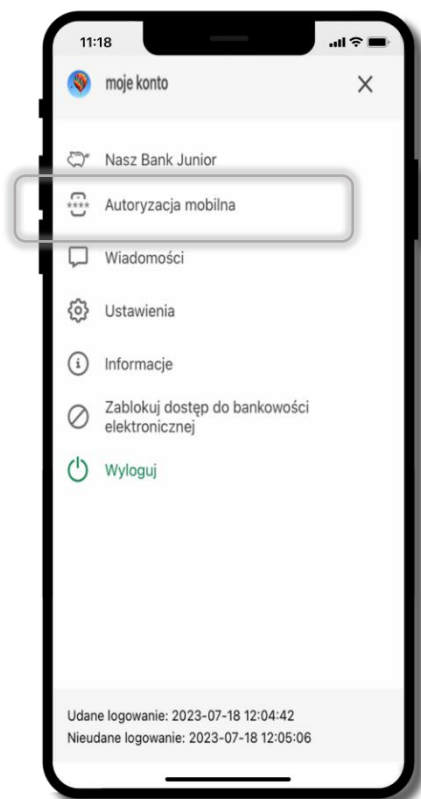 11:18
moje konto
Nasz Bank Junior
Autoryzacja mobilna
Wiadomości
Ustawienia
Informacje
Zablokuj dostęp do bankowości
elektronicznej
Wyloguj
Udane logowanie: 2023-07-18 12:04:42
Nieudane logowanie: 2023-07-18 12:05:06